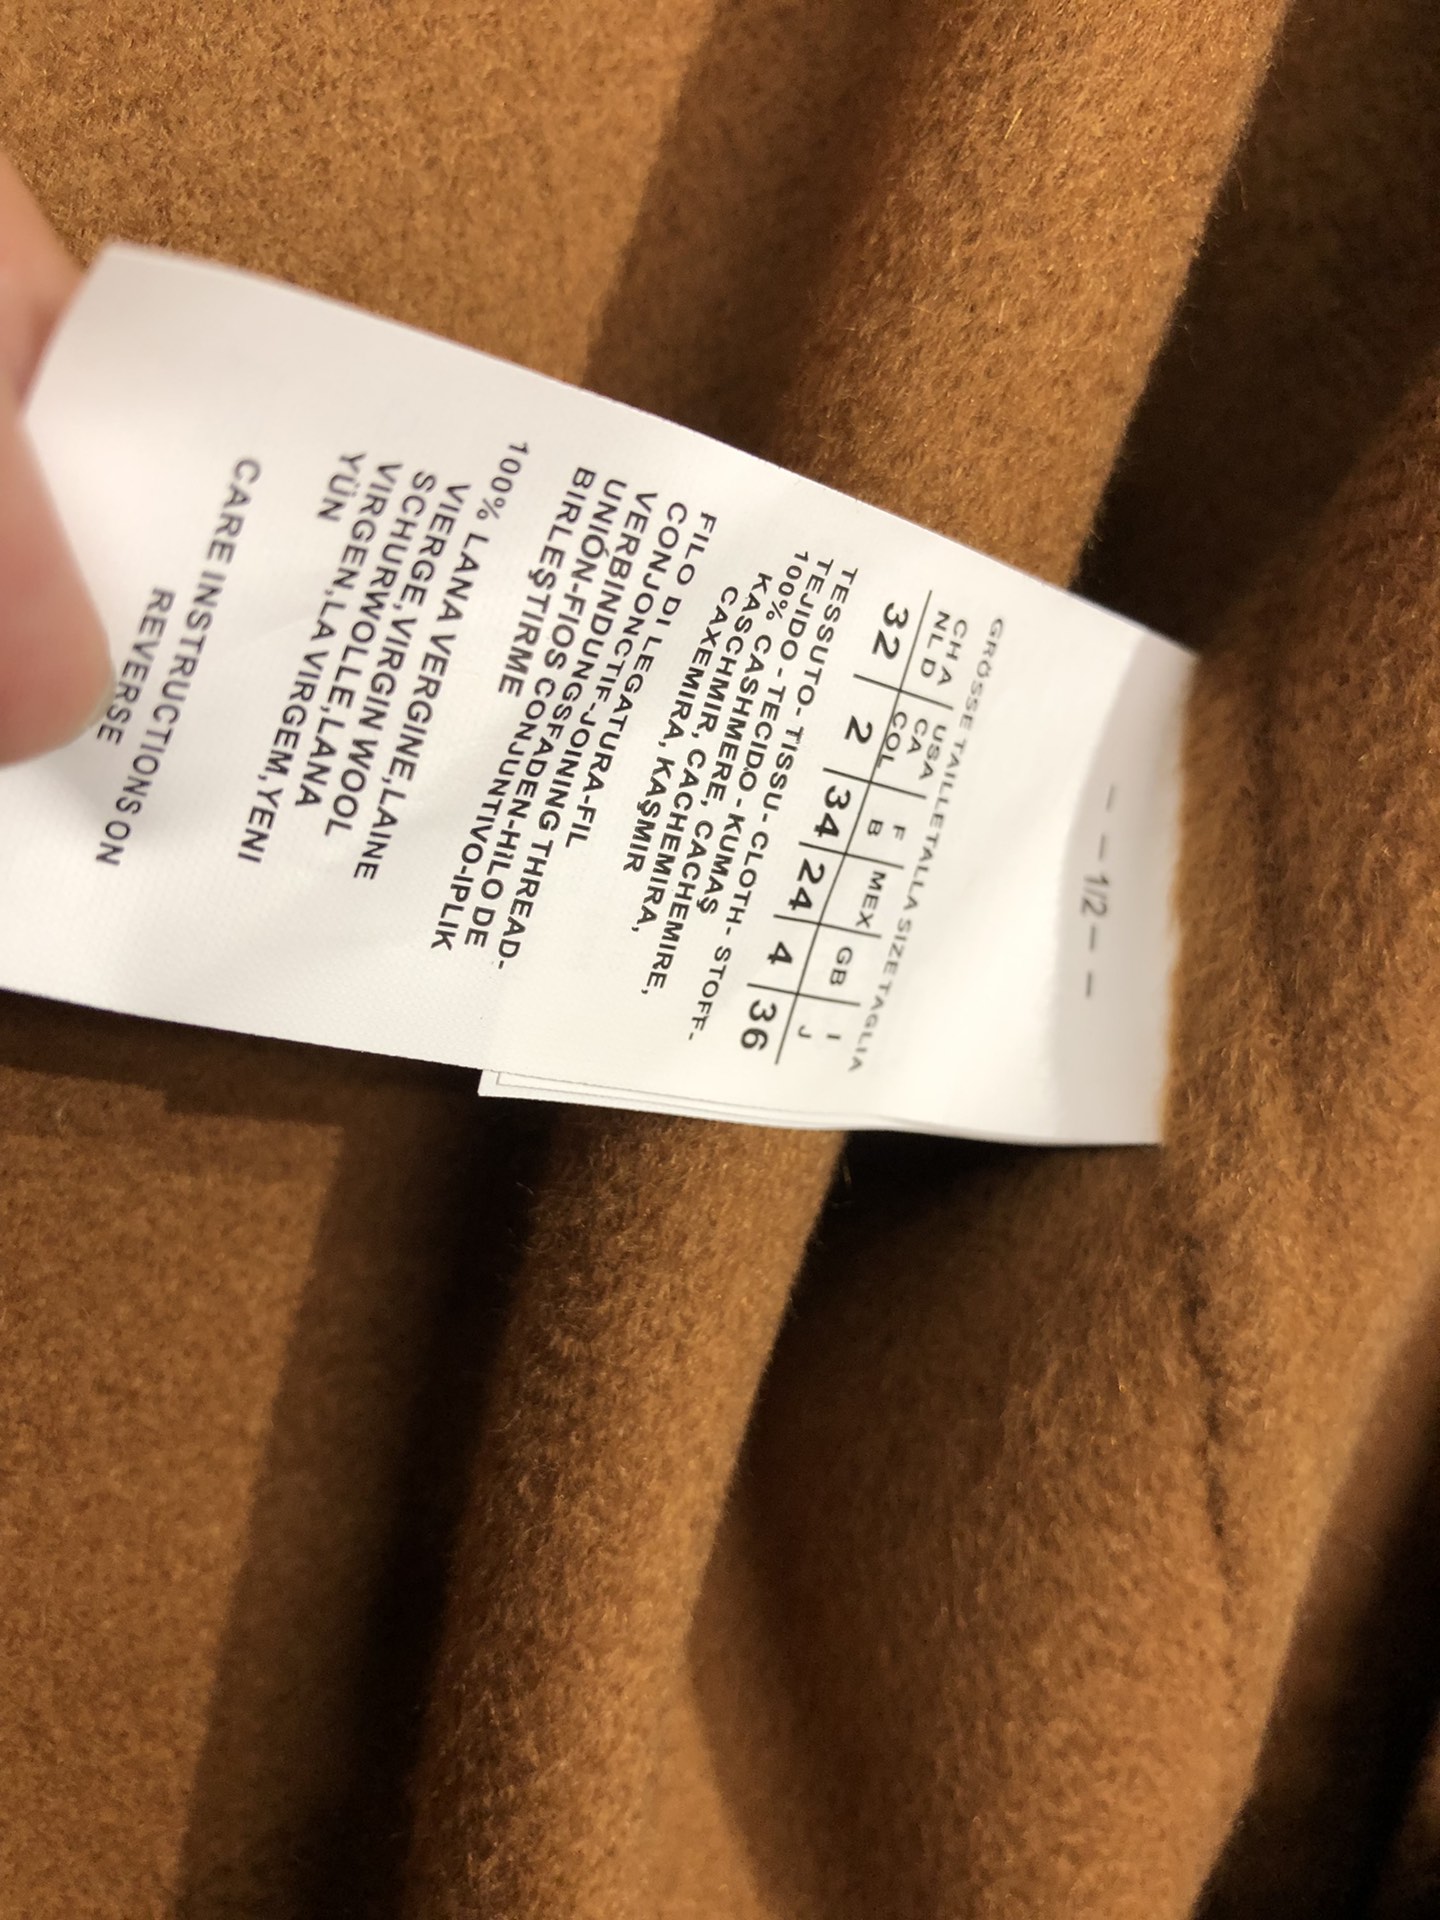 - - 1/2 - -
GRÖSSE TAILLE TALLA SIZE TAGLIA
CH A USA F MEX GB I
NL D CA B J
COL
32 2 34 24 4 36
TESSUTO- TISSU - CLOTH- STOFF-
TEJIDO - TECIDO - KUMAŞ
100% CASHMERE, CACHEMIRE,
KASCHMIR, CACHEMIRA,
CAXEMIRA, KAŞMIR
FILO DI LEGATURA-FIL
CONJONCTIF-JOINING THREAD-
VERBINDUNGSFADEN-HILO DE
UNIÓN-FIOS CONJUNTIVO-IPLIK
BIRLEŞTIRME
100% LANA VERGINE,LAINE
VIERGE,VIRGIN WOOL
SCHURWOLLE,LANA
VIRGEN,LA VIRGEM,YENI
YÜN
CARE INSTRUCTIONS ON
REVERSE